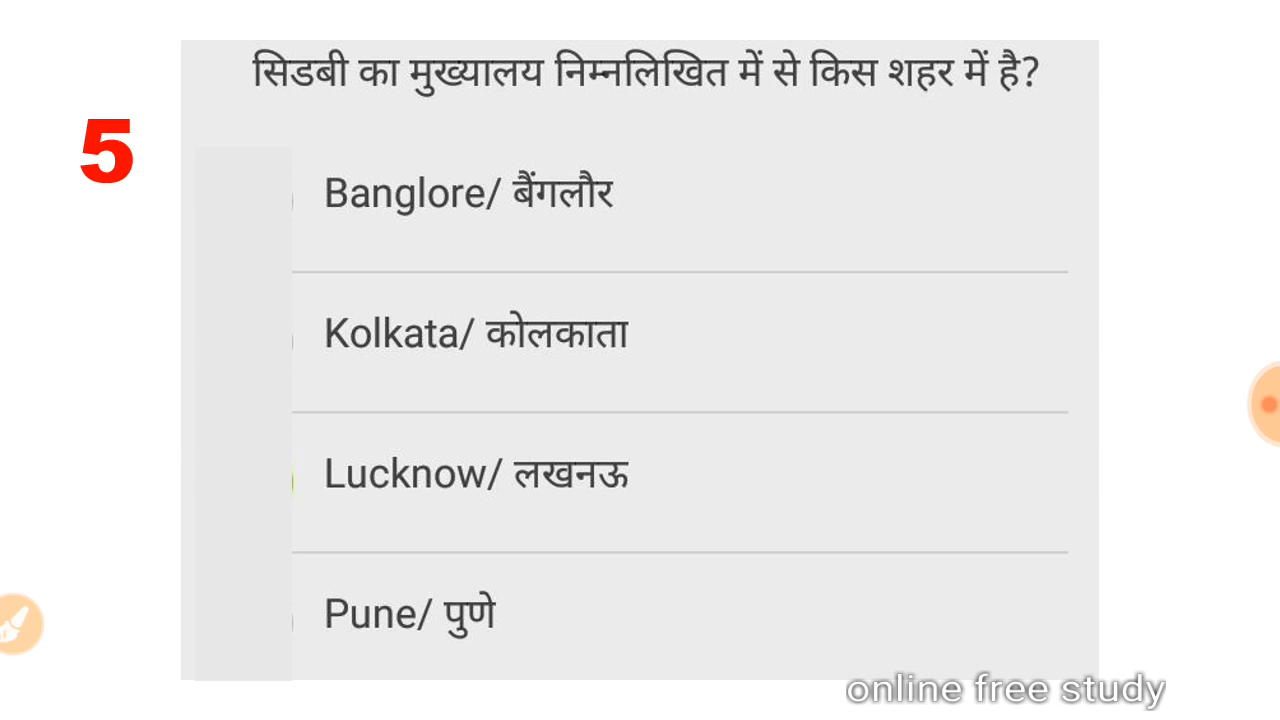 सिडबी का मुख्यालय निम्नलिखित में से किस शहर में है?
5
Banglore/ बैंगलौर
Kolkata/ कोलकाता
Lucknow/ लखनऊ
Pune/ पुणे
online free study